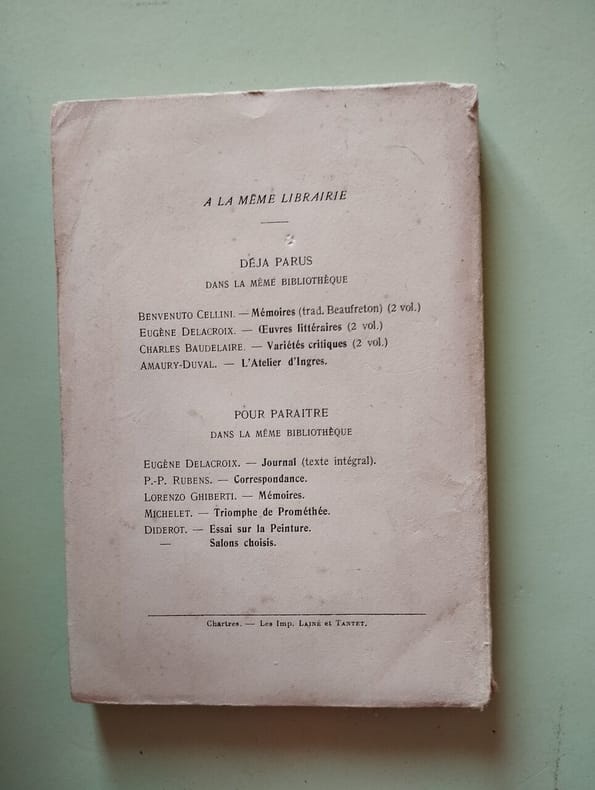 A LA MÊME LIBRAIRIE
DÉJA PARUS
DANS LA MÊME BIBLIOTHÈQUE
BENVENUTO CELLINI. — Mémoires (trad. Beaufreton) (2 vol.)
EUGÈNE DELACROIX. — Œuvres littéraires (2 vol.)
CHARLES BAUDELAIRE. — Variétés critiques (2 vol.)
AMAURY-DUVAL. — L'Atelier d'Ingres.
POUR PARAITRE
DANS LA MÊME BIBLIOTHÈQUE
EUGÈNE DELACROIX. — Journal (texte intégral).
P.-P. RUBENS. — Correspondance.
LORENZO GHIBERTI. — Mémoires.
MICHELET. — Triomphe de Prométhée.
DIDEROT. — Essai sur la Peinture.
— Salons choisis.
Chartres. — Les Imp. LAINÉ et TANTET.